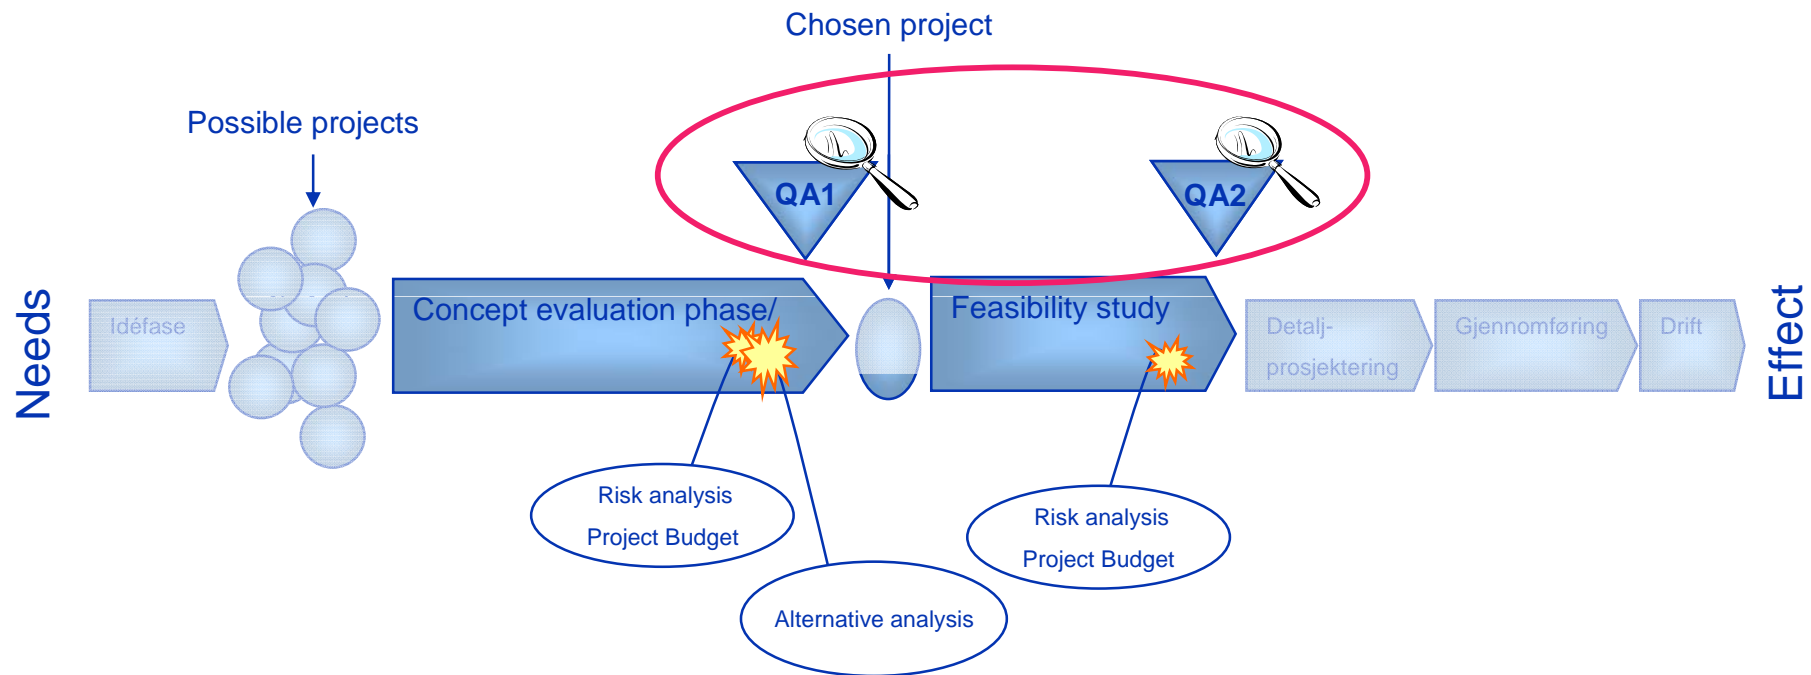 Chosen project
Possible projects
QA1
QA2
Needs
Idéfase
Concept evaluation phase/
Feasibility study
Detalj-
prosjektering
Gjennomføring
Drift
Effect
Risk analysis
Project Budget
Risk analysis
Project Budget
Alternative analysis